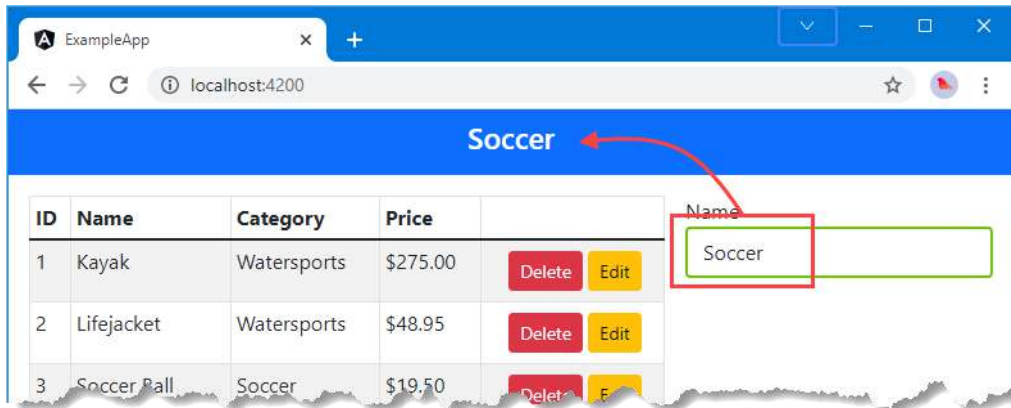 ExampleApp
localhost:4200
Soccer
Name
Soccer
ID Name Category Price
1 Kayak Watersports $275.00 Delete Edit
2 Lifejacket Watersports $48.95 Delete Edit
3 Soccer Ball Soccer $19.50 Delete